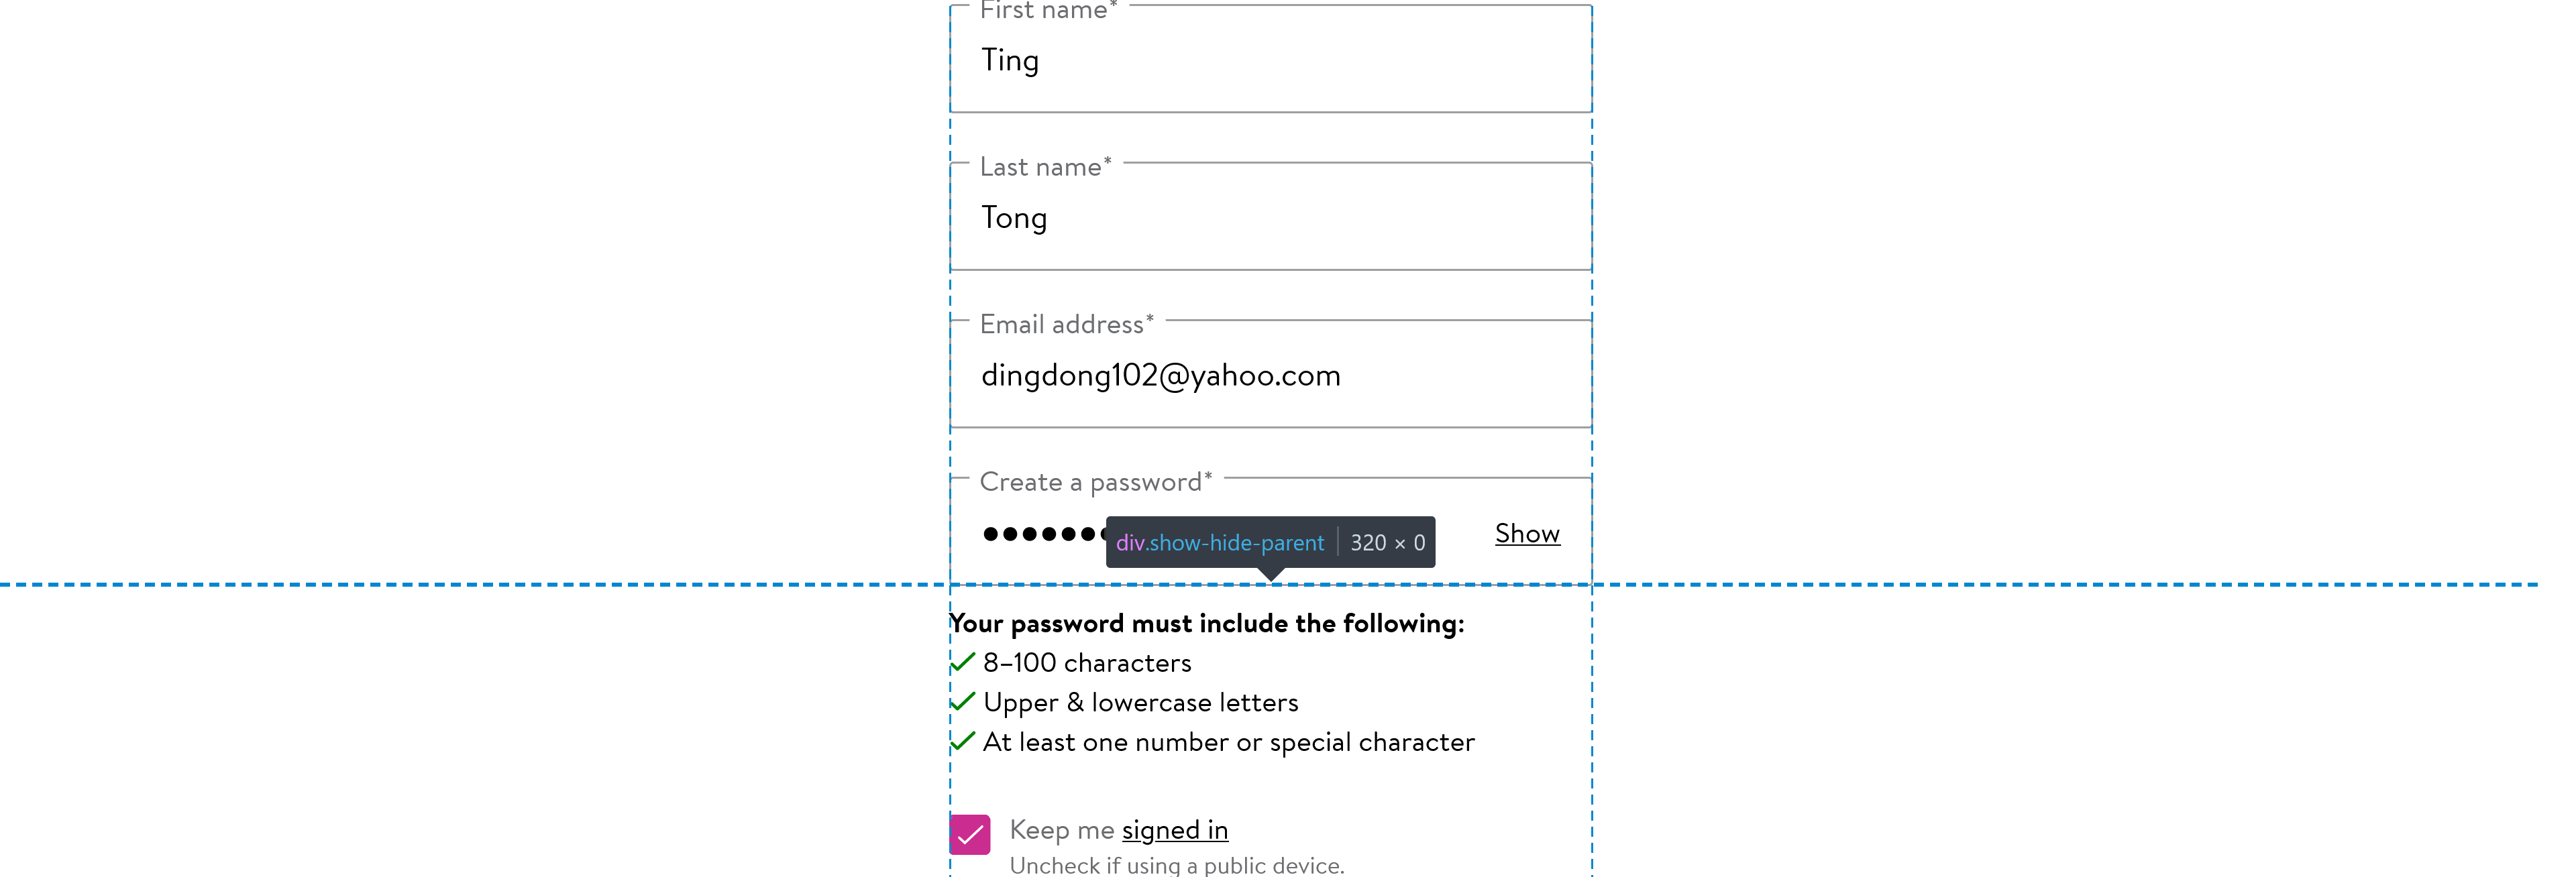 First name*
Ting
Last name*
Tong
Email address*
dingdong102@yahoo.com
Create a password*
Show
div.show-hide-parent 320 × 0
Your password must include the following:
8–100 characters
Upper & lowercase letters
At least one number or special character
Keep me signed in
Uncheck if using a public device.